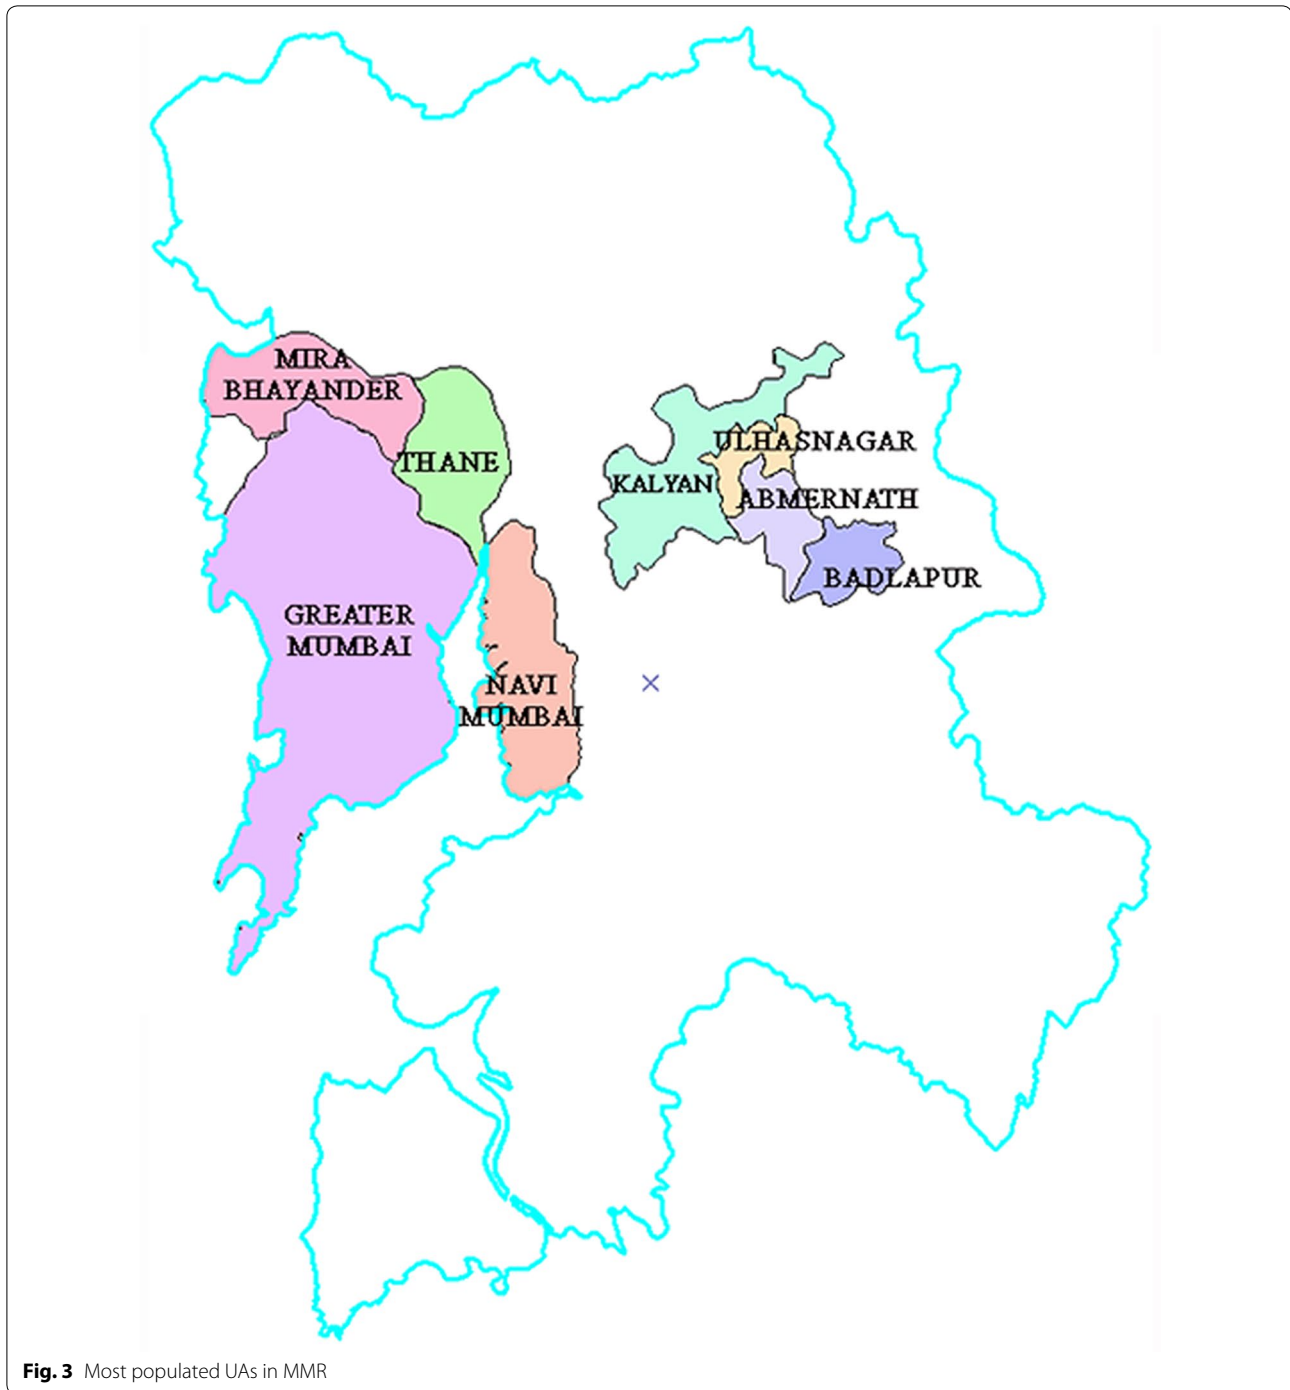 MIRA
BHAYANDER
THANE
ULHASNAGAR
KALYAN
ABMERNATH
BADLAPUR
GREATER
MUMBAI
NAVI
MUMBAI
Fig. 3 Most populated UAs in MMR